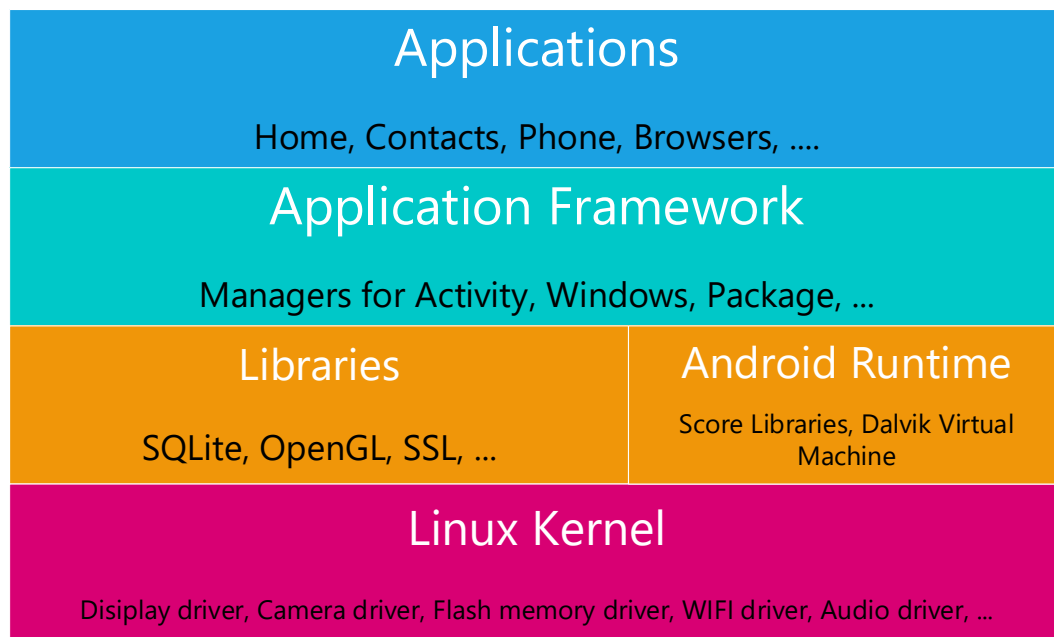 Applications
Home, Contacts, Phone, Browsers, ....
Application Framework
Managers for Activity, Windows, Package, ...
Libraries
SQLite, OpenGL, SSL, ...
Android Runtime
Score Libraries, Dalvik Virtual
Machine
Linux Kernel
Disiplay driver, Camera driver, Flash memory driver, WIFI driver, Audio driver, ...